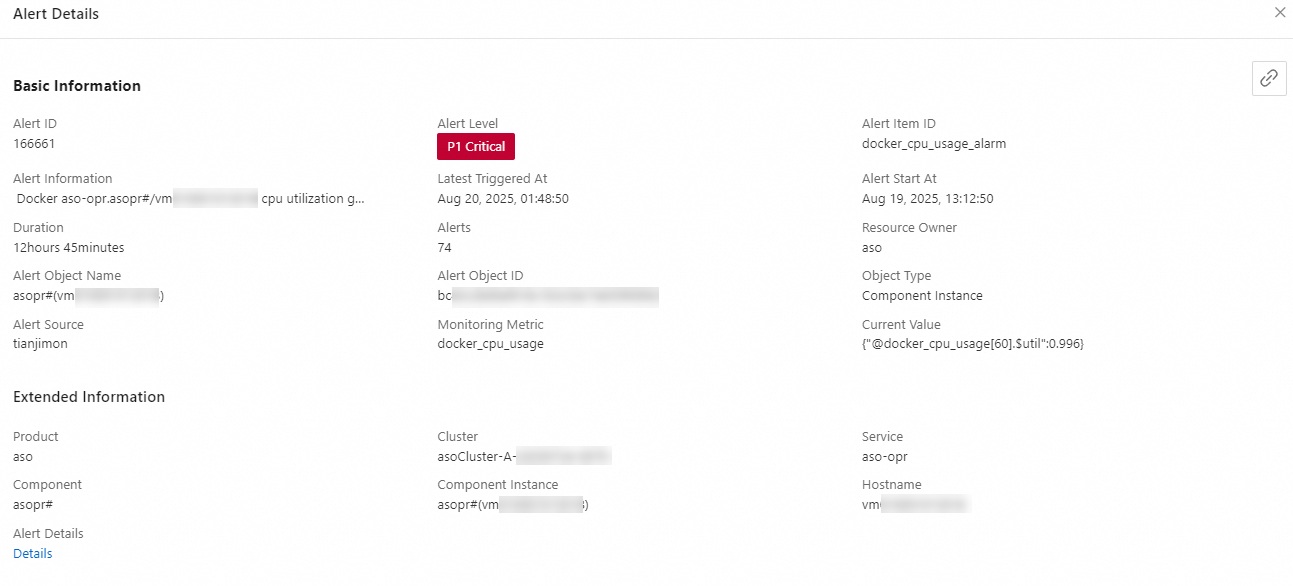 Alert Details
Basic Information
Alert ID
166661
Alert Level
P1 Critical
Alert Item ID
docker_cpu_usage_alarm
Alert Information
Docker aso-opr.asopr#/vm cpu utilization g...
Latest Triggered At
Aug 20, 2025, 01:48:50
Alert Start At
Aug 19, 2025, 13:12:50
Duration
12hours 45minutes
Alerts
74
Resource Owner
aso
Alert Object Name
asopr#(vm )
Alert Object ID
bc
Object Type
Component Instance
Alert Source
tianjimon
Monitoring Metric
docker_cpu_usage
Current Value
{"@docker_cpu_usage[60].$util":0.996}
Extended Information
Product
aso
Cluster
asoCluster-A-
Service
aso-opr
Component
asopr#
Component Instance
asopr#(vm )
Hostname
vm
Alert Details
Details